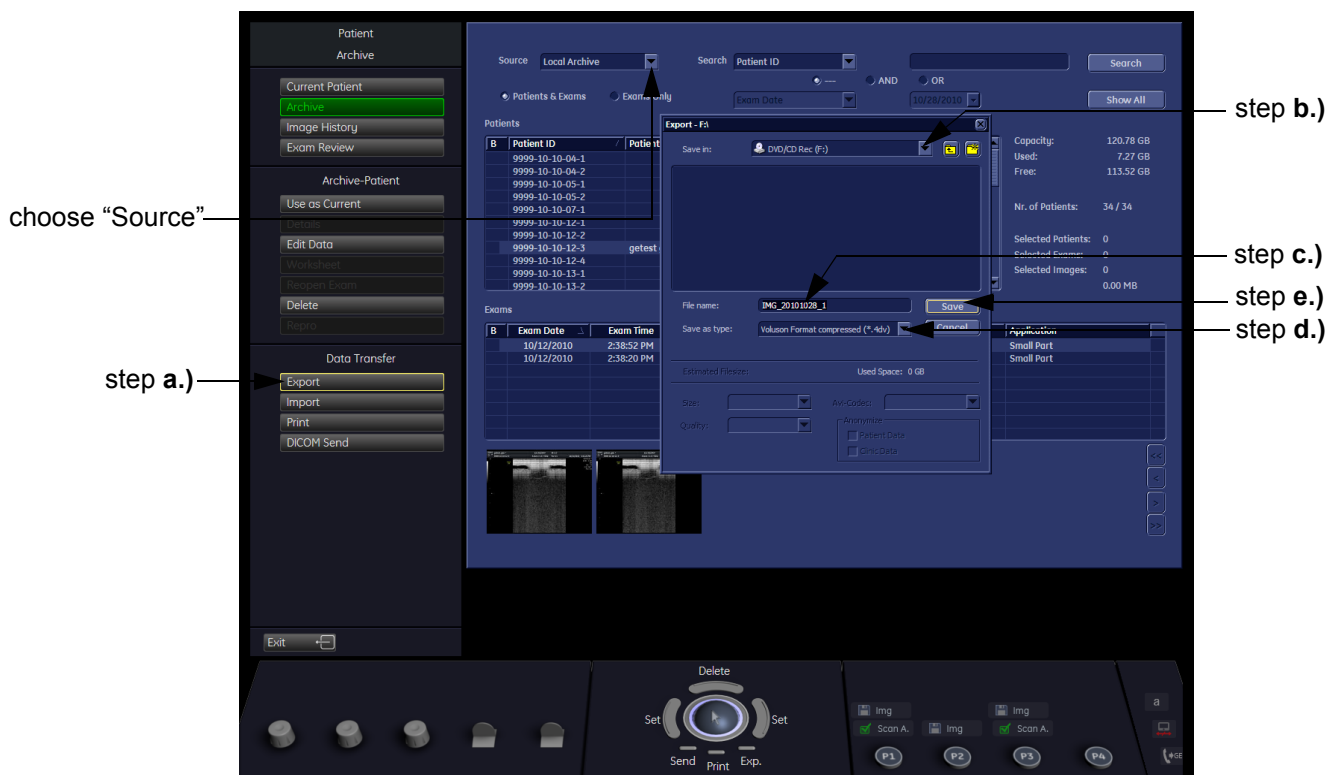 Patient
Archive
Current Patient
Archive
Image History
Exam Review
Archive-Patient
Use as Current
Details
Edit Data
Worksheet
Reopen Exam
Delete
Repro
Data Transfer
Export
Import
Print
DICOM Send
Exit
choose “Source”
step a.)
Source Local Archive Search Patient ID Search
--- AND OR
Patients & Exams Exams Only Exam Date 10/28/2010 Show All
Patients
B Patient ID / Patient
9999-10-10-04-1
9999-10-10-04-2
9999-10-10-05-1
9999-10-10-05-2
9999-10-10-07-1
9999-10-10-12-1
9999-10-10-12-2
9999-10-10-12-3 getest
9999-10-10-12-4
9999-10-10-13-1
9999-10-10-13-2
Exams
B Exam Date Exam Time Application
10/12/2010 2:38:52 PM Small Part
10/12/2010 2:38:20 PM Small Part
Export - F:\
Save in: DVD/CD Rec (F:)
File name: IMG_20101028_1 Save
Save as type: Voluson Format compressed (*.4dv) Cancel
Estimated Filesize: Used Space: 0 GB
Size: Avi-Codec:
Quality: Anonymize
Patient Data
Clinic Data
Capacity: 120.78 GB
Used: 7.27 GB
Free: 113.52 GB
Nr. of Patients: 34 / 34
Selected Patients: 0
Selected Exams: 0
Selected Images: 0
0.00 MB
<<
<
>
>>
step b.)
step c.)
step e.)
step d.)
Delete
Set Set
Send Print Exp.
Img Img
Scan A. Img Scan A.
P1 P2 P3 P4
a
GE